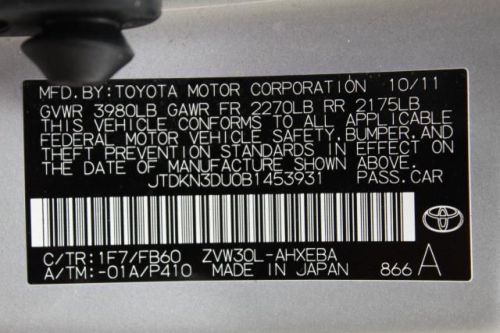 MFD.BY:TOYOTA MOTOR CORPORATION 10/11
GVWR 3980LB GAWR FR 2270LB RR 2175LB
THIS VEHICLE CONFORMS TO ALL APPLICABLE
FEDERAL MOTOR VEHICLE SAFETY, BUMPER, AND
THEFT PREVENTION STANDARDS IN EFFECT ON
THE DATE OF MANUFACTURE SHOWN ABOVE.
JTDKN3DU0B1453931 PASS.CAR
C/TR:1F7/FB60 ZVW30L-AHXEBA
A/TM:-01A/P410 MADE IN JAPAN 866 A